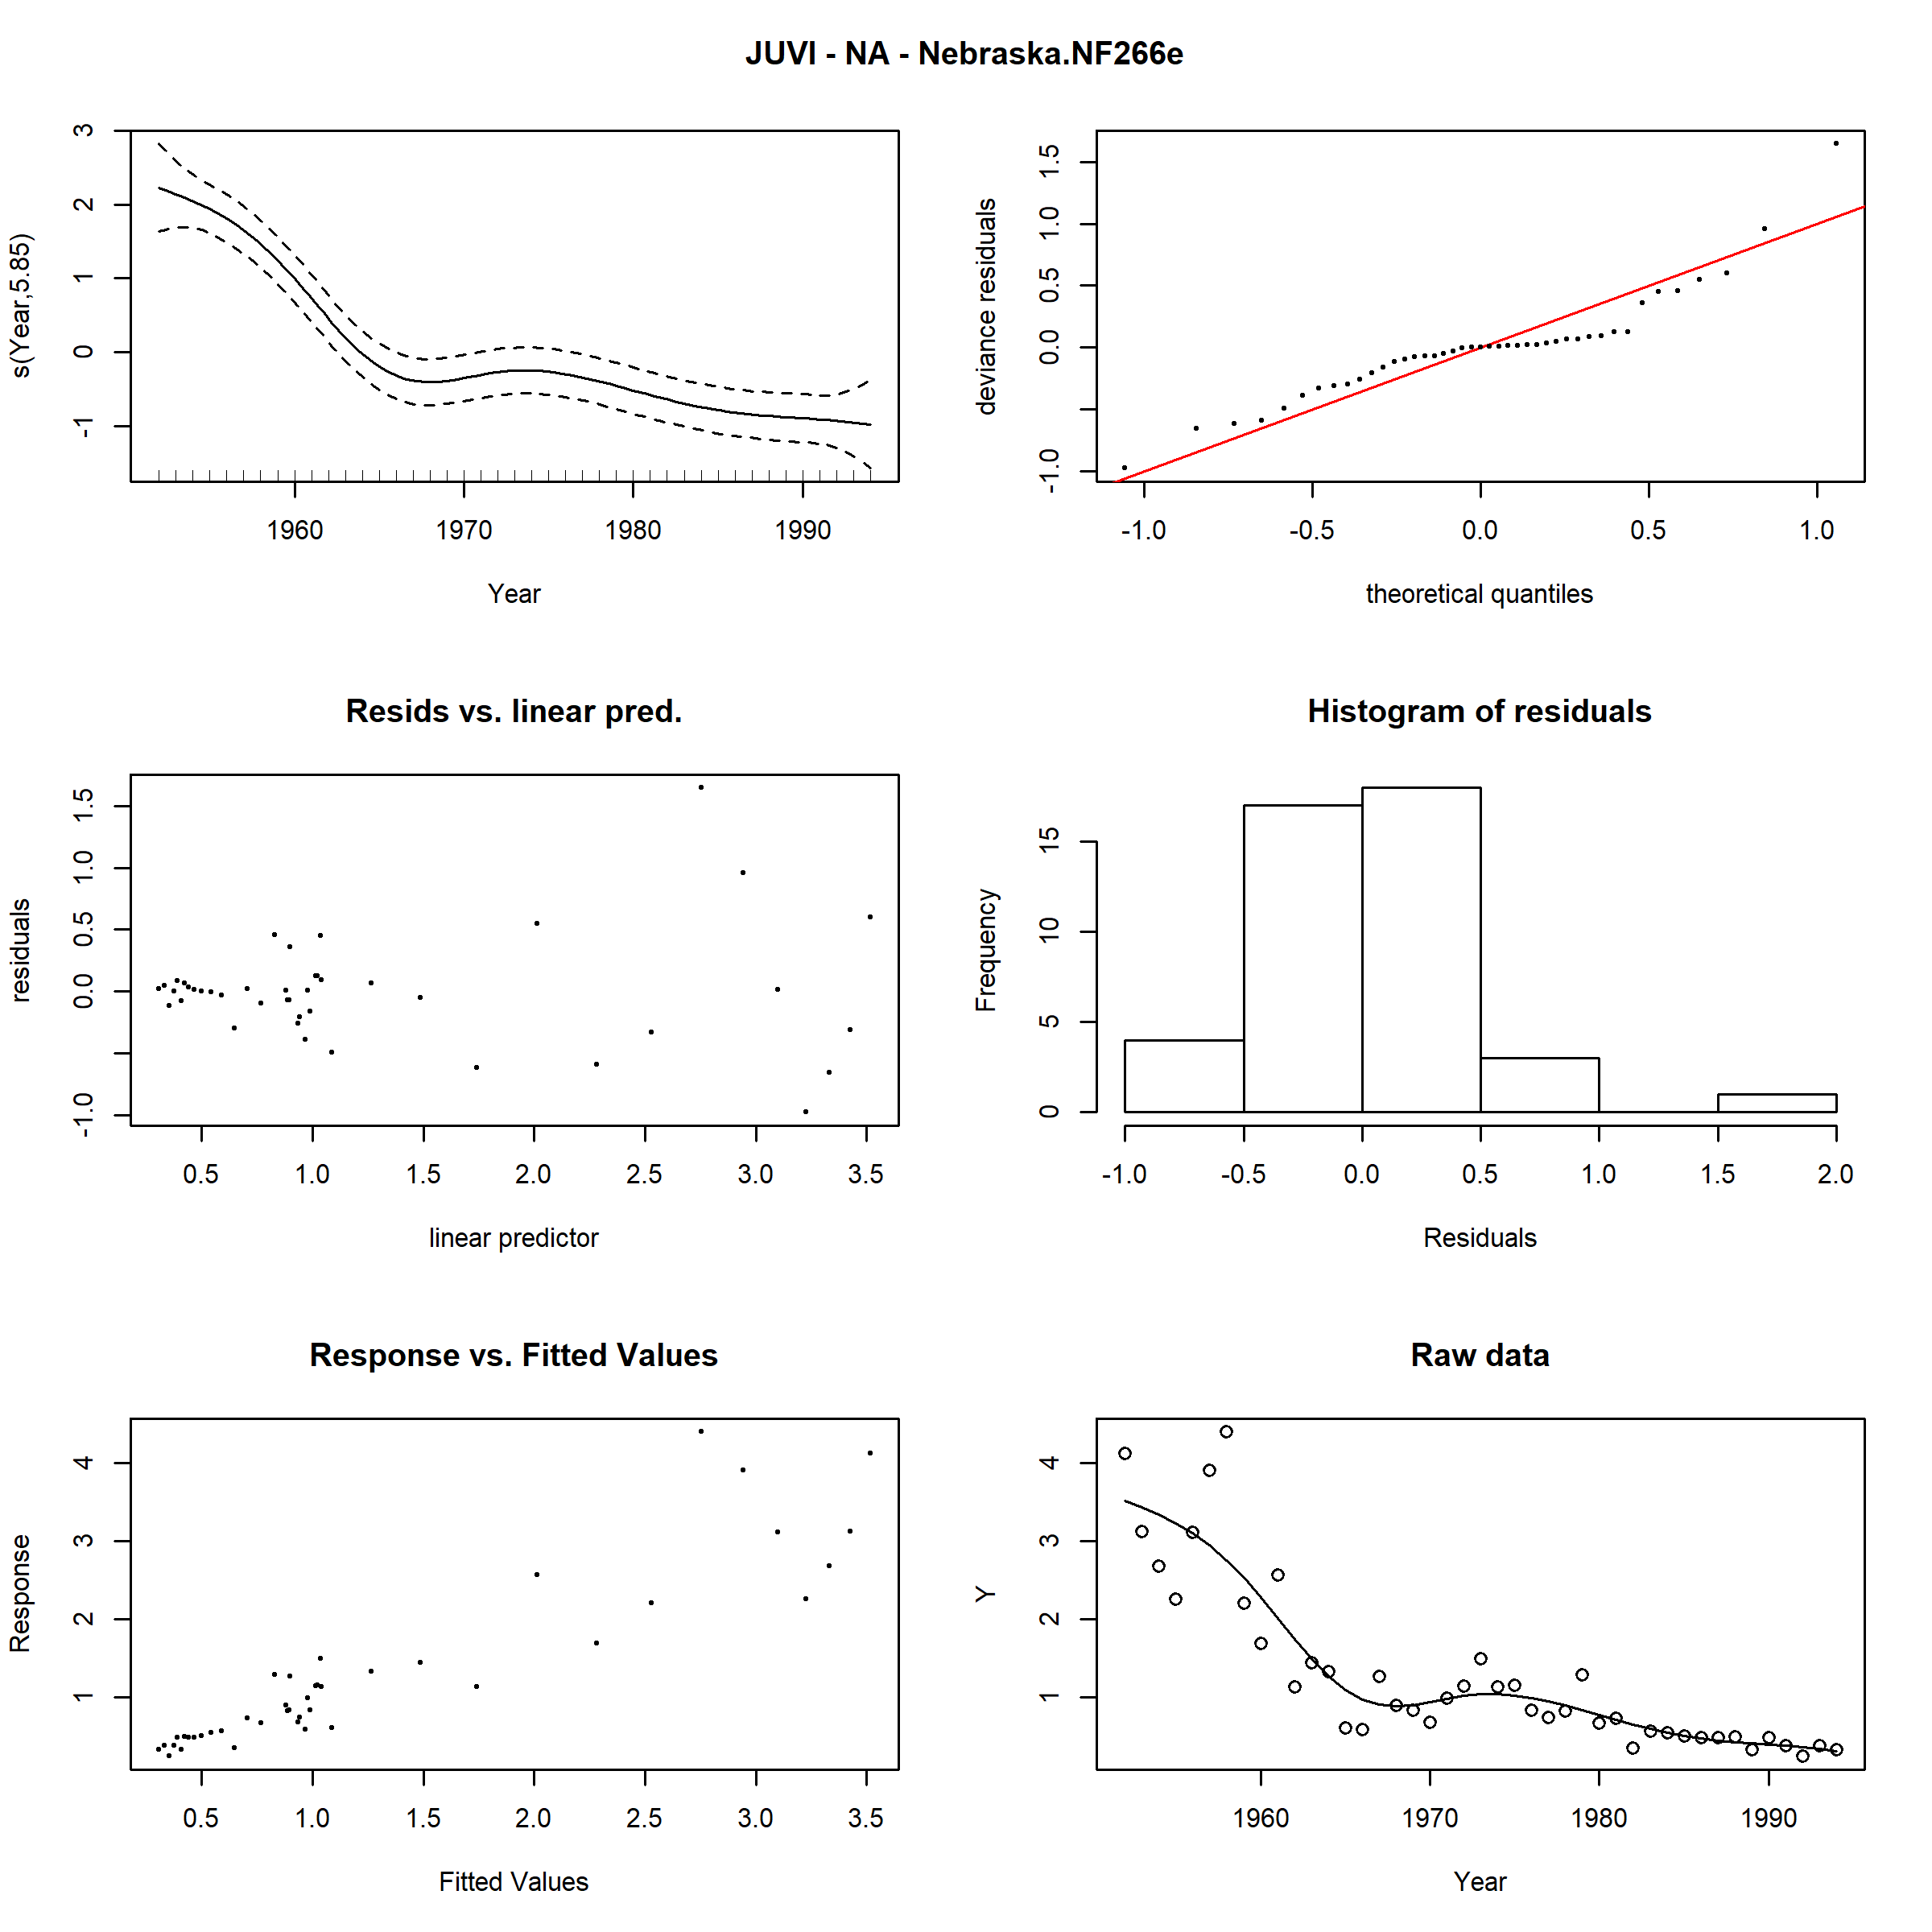 JUVI - NA - Nebraska.NF266e
s(Year,5.85)
3
2
1
0
-1
1960 1970 1980 1990
Year
deviance residuals
1.5
1.0
0.5
0.0
-1.0
-1.0 -0.5 0.0 0.5 1.0
theoretical quantiles
Resids vs. linear pred.
residuals
1.5
1.0
0.5
0.0
-1.0
0.5 1.0 1.5 2.0 2.5 3.0 3.5
linear predictor
Histogram of residuals
Frequency
15
10
5
0
-1.0 -0.5 0.0 0.5 1.0 1.5 2.0
Residuals
Response vs. Fitted Values
Response
4
3
2
1
0.5 1.0 1.5 2.0 2.5 3.0 3.5
Fitted Values
Raw data
Y
4
3
2
1
1960 1970 1980 1990
Year